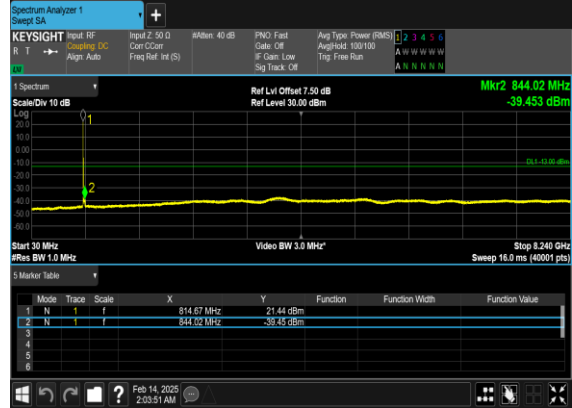 Spectrum Analyzer 1
Swept SA
KEYSIGHT Input: RF Input Z: 50 Ω #Atten: 40 dB PNO: Fast Avg Type: Power (RMS) 1 2 3 4 5 6
R T Coupling: DC Corr CCorr Gate: Off Avg|Hold: 100/100 A W W W W W
Align: Auto Freq Ref: Int (S) IF Gain: Low Trig: Free Run
Sig Track: Off A N N N N N
1 Spectrum Ref Lvl Offset 7.50 dB Mkr2 844.02 MHz
Scale/Div 10 dB Ref Level 30.00 dBm -39.453 dBm
Log
20.0
10.0
0.00
-10.0
-20.0
-30.0
-40.0
-50.0
-60.0
1
2
DL1 -13.00 dBm
Start 30 MHz Video BW 3.0 MHz* Stop 8.240 GHz
#Res BW 1.0 MHz Sweep 16.0 ms (40001 pts)
5 Marker Table
Mode Trace Scale X Y Function Function Width Function Value
1 N 1 f 814.67 MHz 21.44 dBm
2 N 1 f 844.02 MHz -39.45 dBm
3
4
5
6
? Feb 14, 2025
2:03:51 AM